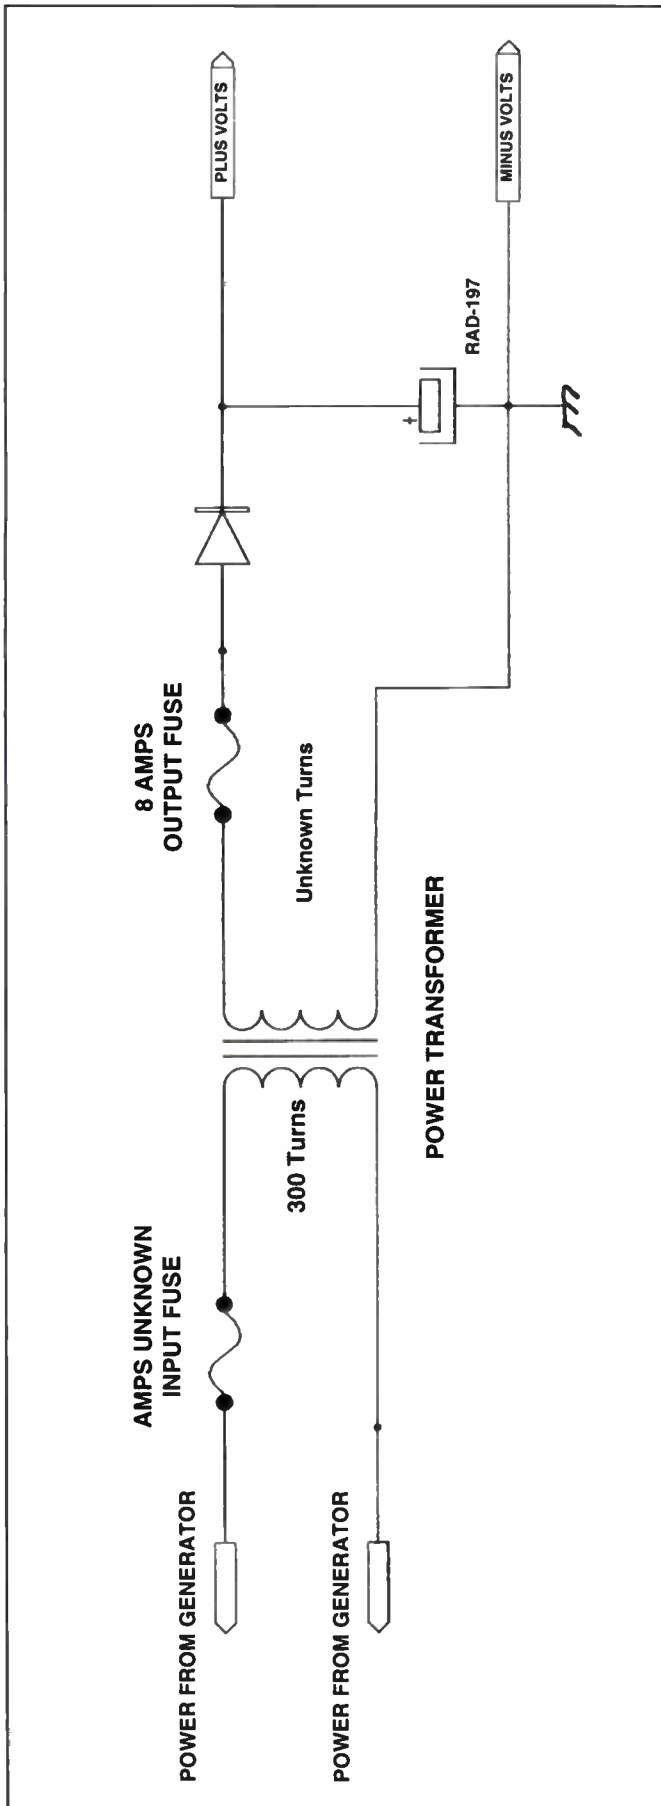 POWER FROM GENERATOR
POWER FROM GENERATOR
AMPS UNKNOWN
INPUT FUSE
300 Turns
POWER TRANSFORMER
Unknown Turns
8 AMPS
OUTPUT FUSE
+
RAD-197
PLUS VOLTS
MINUS VOLTS